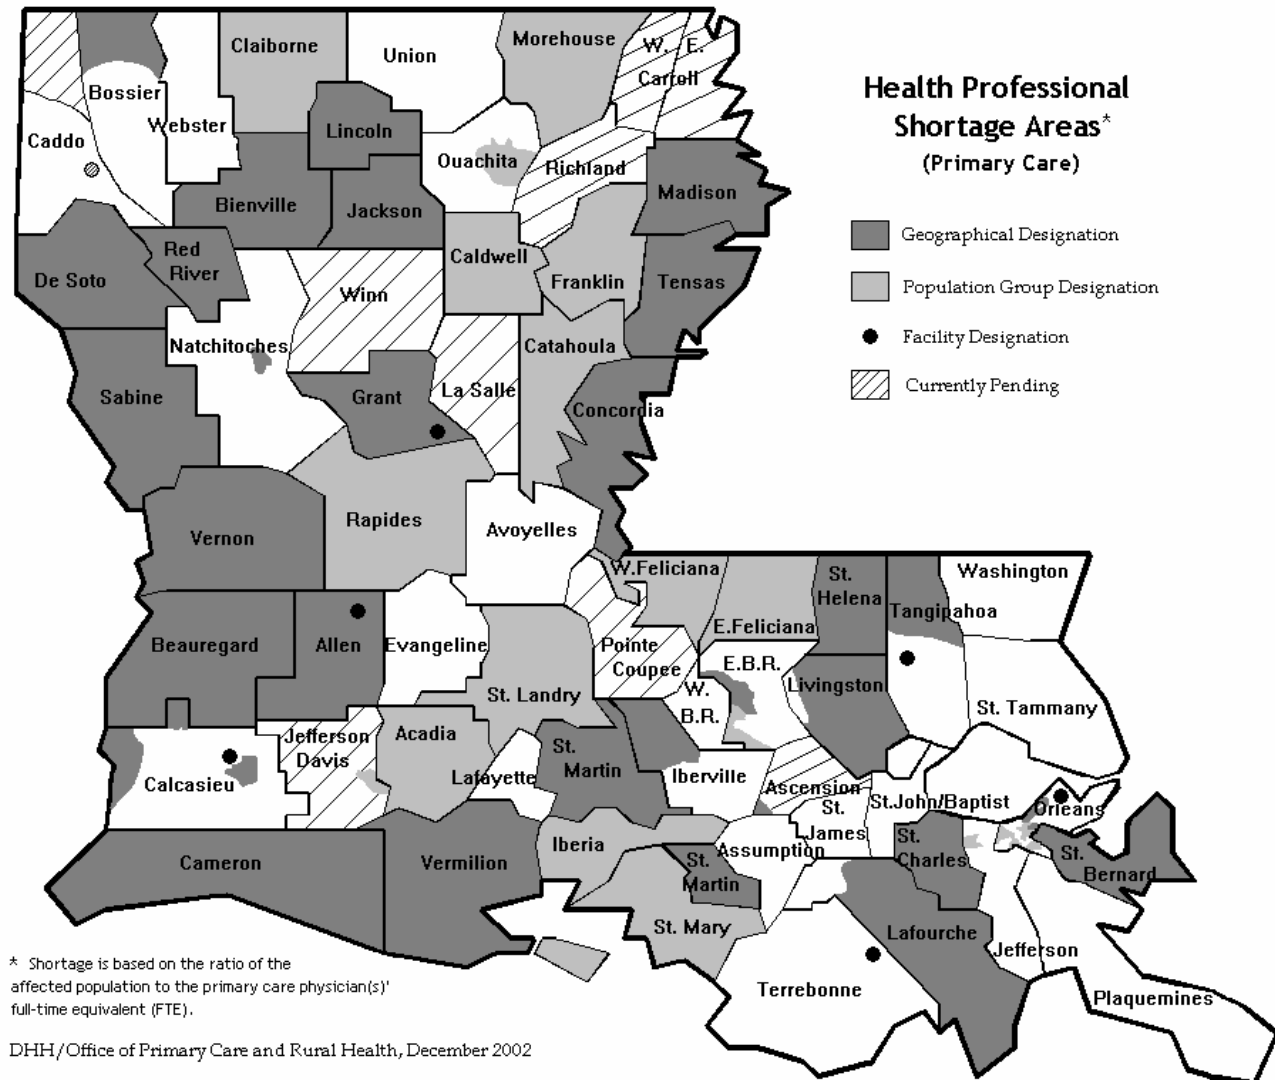 Health Professional
Shortage Areas*
(Primary Care)
Geographical Designation
Population Group Designation
Facility Designation
Currently Pending
Claiborne
Union
Morehouse
W. E.
Carroll
Bossier
Webster
Lincoln
Caddo
Ouachita
Richland
Madison
Bienville
Jackson
Red
River
De Soto
Caldwell
Franklin
Tensas
Winn
Natchitoches
Catahoula
Sabine
Grant
La Salle
Concordia
Rapides
Avoyelles
Vernon
W.Feliciana
St.
Helena
Washington
Tangipahoa
E.Feliciana
Beauregard
Allen
Evangeline
Pointe
Coupee
E.B.R.
Livingston
St. Landry
W.
B.R.
St. Tammany
Jefferson
Davis
Acadia
Lafayette
St.
Martin
Iberville
Calcasieu
Ascension
St.
James
St.John/Baptist
Orleans
Cameron
Vermilion
Iberia
Assumption
St.
Charles
St.
Bernard
St.
Martin
St. Mary
Lafourche
Jefferson
Terrebonne
Plaquemines
* Shortage is based on the ratio of the
affected population to the primary care physician(s)'
full-time equivalent (FTE).
DHH/Office of Primary Care and Rural Health, December 2002